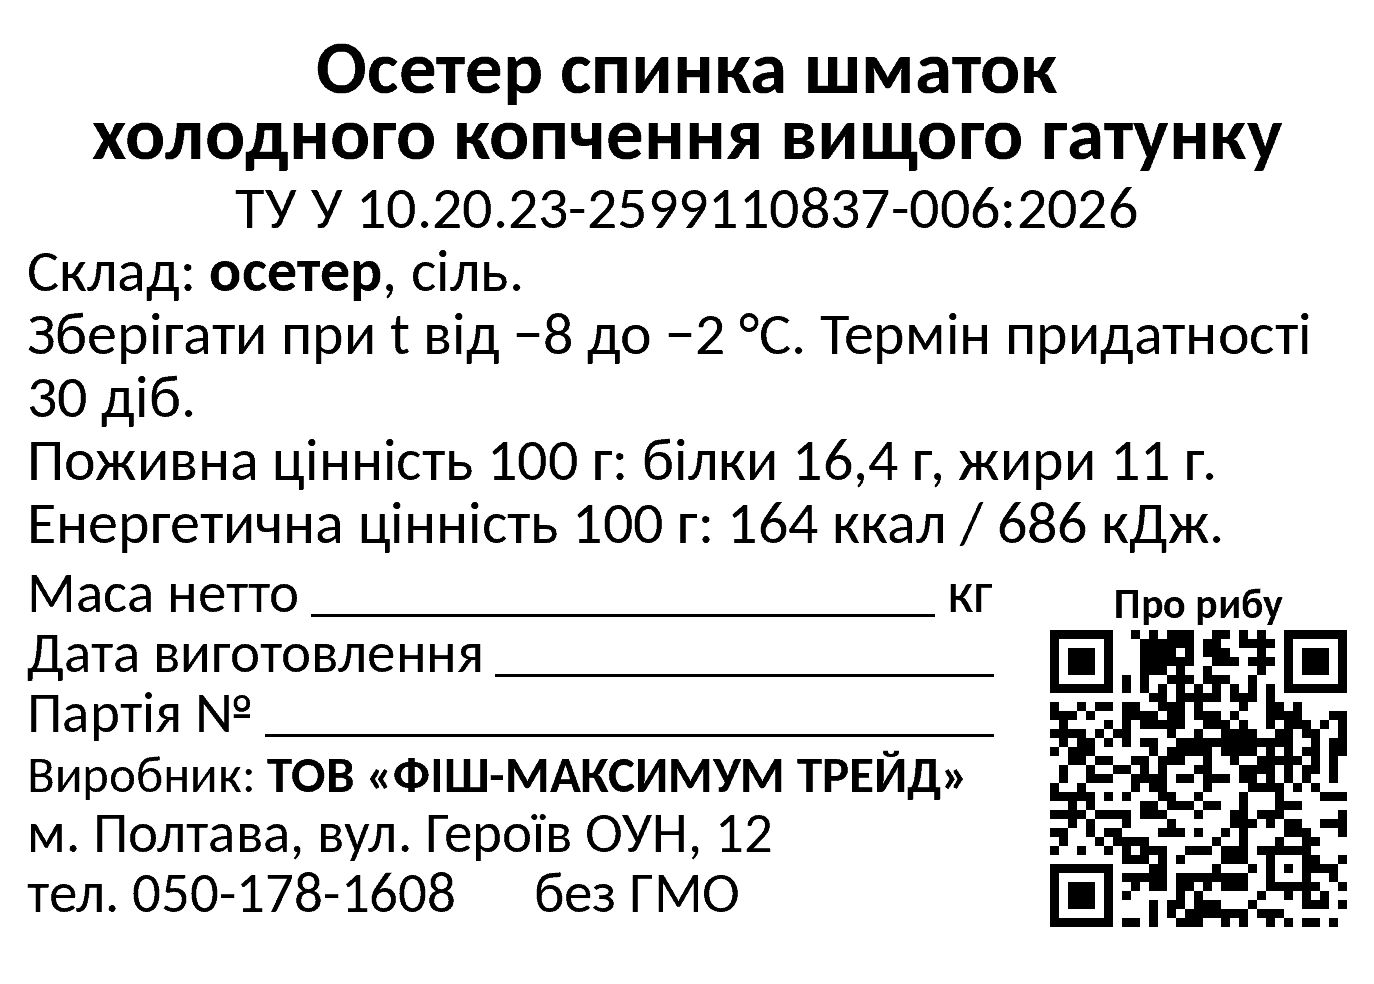 Осетер спинка шматок
холодного копчення вищого гатунку
ТУ У 10.20.23-2599110837-006:2026
Склад: осетер, сіль.
Зберігати при t від −8 до −2 °С. Термін придатності
30 діб.
Поживна цінність 100 г: білки 16,4 г, жири 11 г.
Енергетична цінність 100 г: 164 ккал / 686 кДж.
Маса нетто ____________________ кг
Дата виготовлення ________________
Партія № ________________________
Про рибу
Виробник: ТОВ «ФІШ-МАКСИМУМ ТРЕЙД»
м. Полтава, вул. Героїв ОУН, 12
тел. 050-178-1608 без ГМО